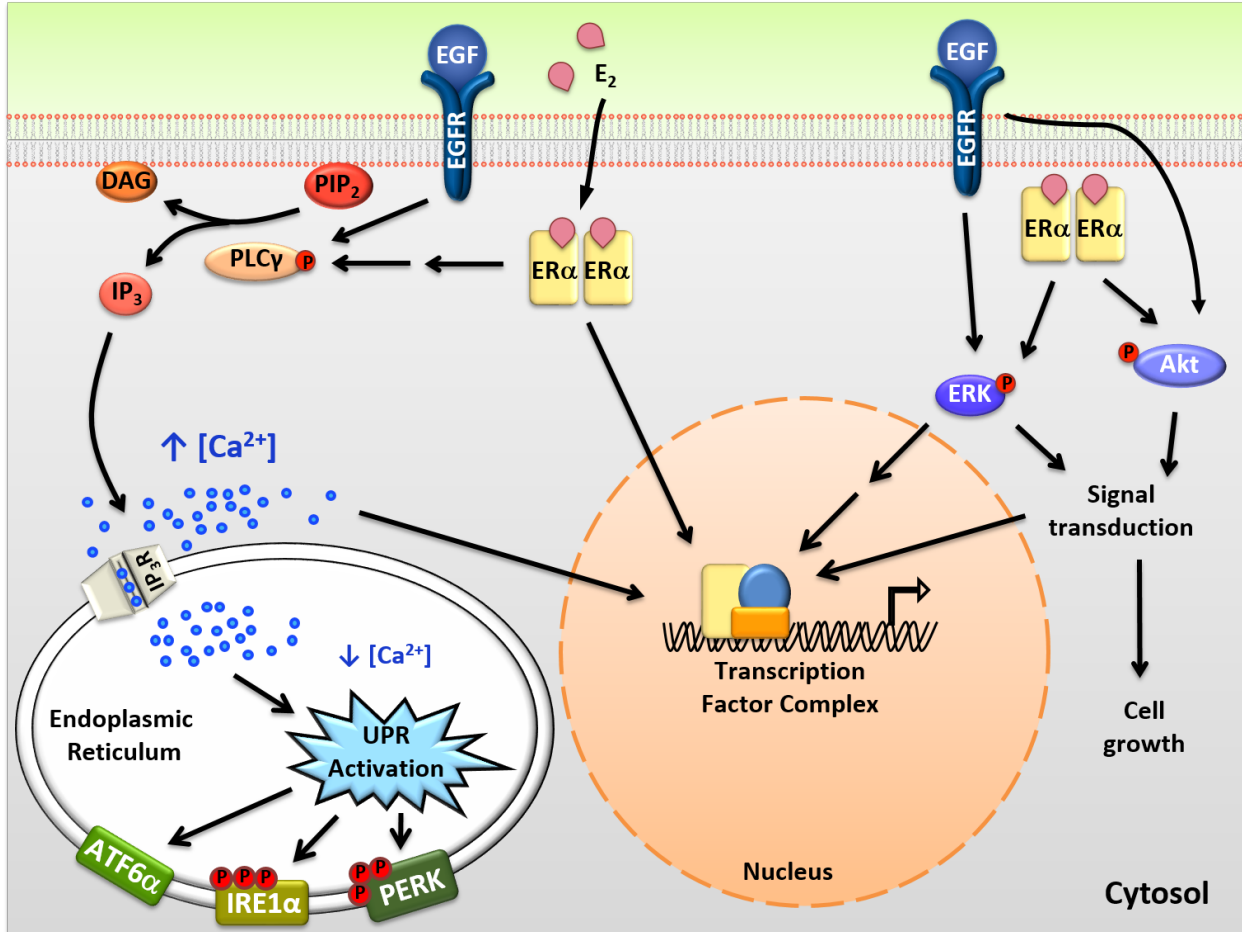 EGF
E₂
EGF
EGFR
EGFR
DAG
PIP₂
PLCγ
P
IP₃
ERα
ERα
ERα
ERα
P
Akt
ERK
P
↑ [Ca²⁺]
Signal
transduction
IP₃R
↓ [Ca²⁺]
Transcription
Factor Complex
Endoplasmic
Reticulum
UPR
Activation
Cell
growth
ATF6α
P P P
IRE1α
P
P
P
PERK
Nucleus
Cytosol